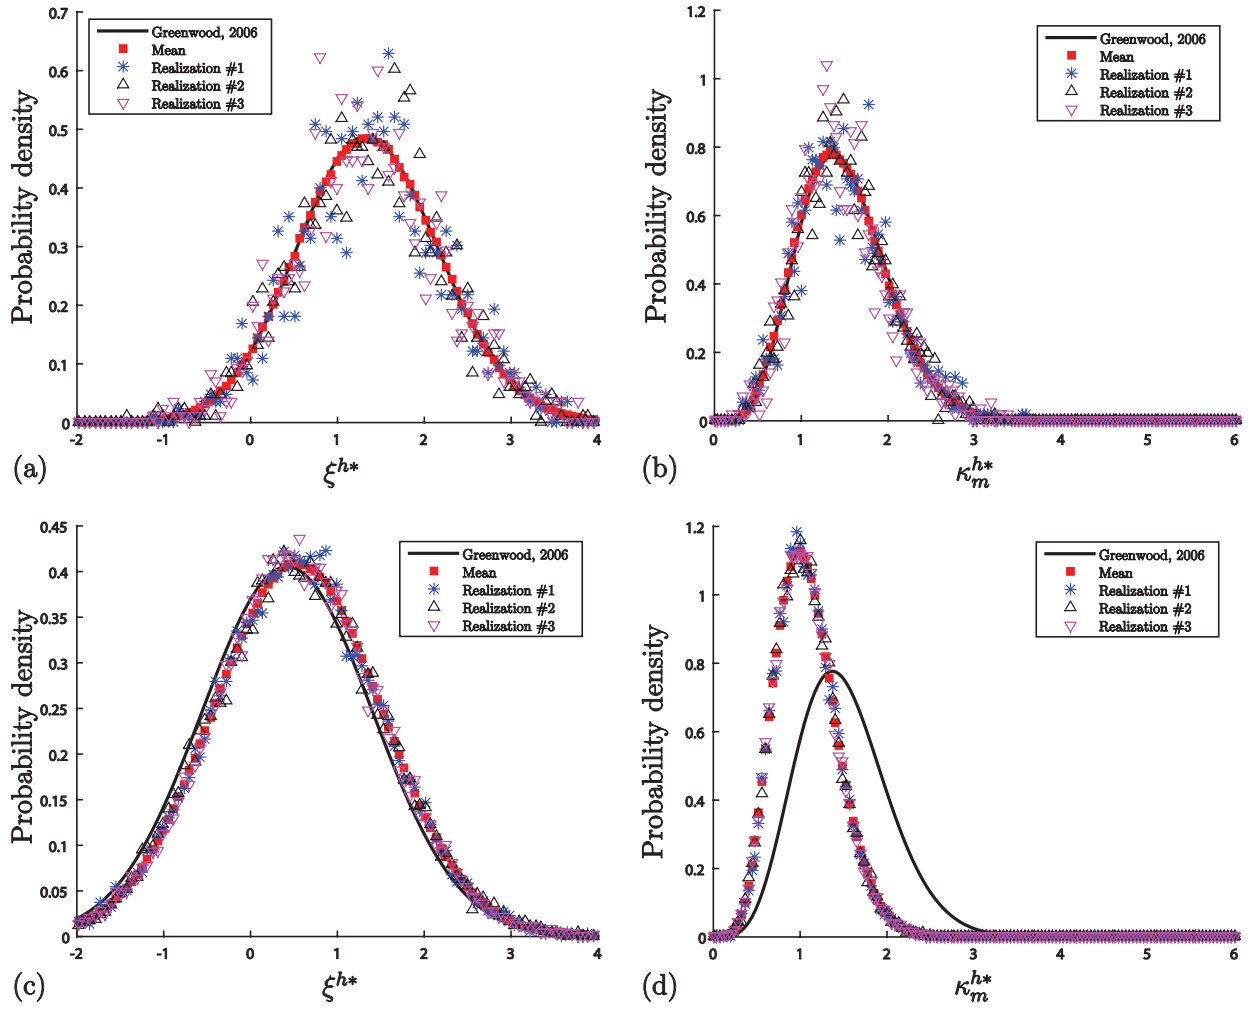 0.7
0.6
0.5
0.4
0.3
0.2
0.1
0
-2 -1 0 1 2 3 4
Probability density
ξʰ*
(a)
Greenwood, 2006
Mean
Realization #1
Realization #2
Realization #3
1.2
1
0.8
0.6
0.4
0.2
0
0 1 2 3 4 5 6
Probability density
κₘʰ*
(b)
Greenwood, 2006
Mean
Realization #1
Realization #2
Realization #3
0.45
0.4
0.35
0.3
0.25
0.2
0.15
0.1
0.05
0
-2 -1 0 1 2 3 4
Probability density
ξʰ*
(c)
Greenwood, 2006
Mean
Realization #1
Realization #2
Realization #3
1.2
1
0.8
0.6
0.4
0.2
0
0 1 2 3 4 5 6
Probability density
κₘʰ*
(d)
Greenwood, 2006
Mean
Realization #1
Realization #2
Realization #3